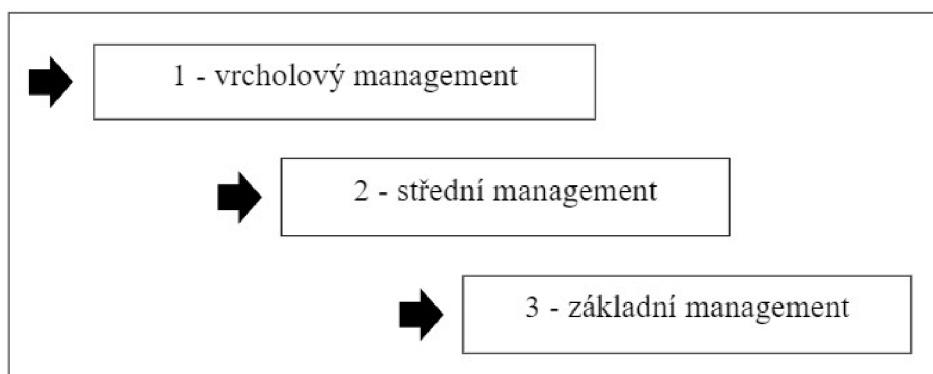 1 - vrcholový management
2 - střední management
3 - základní management